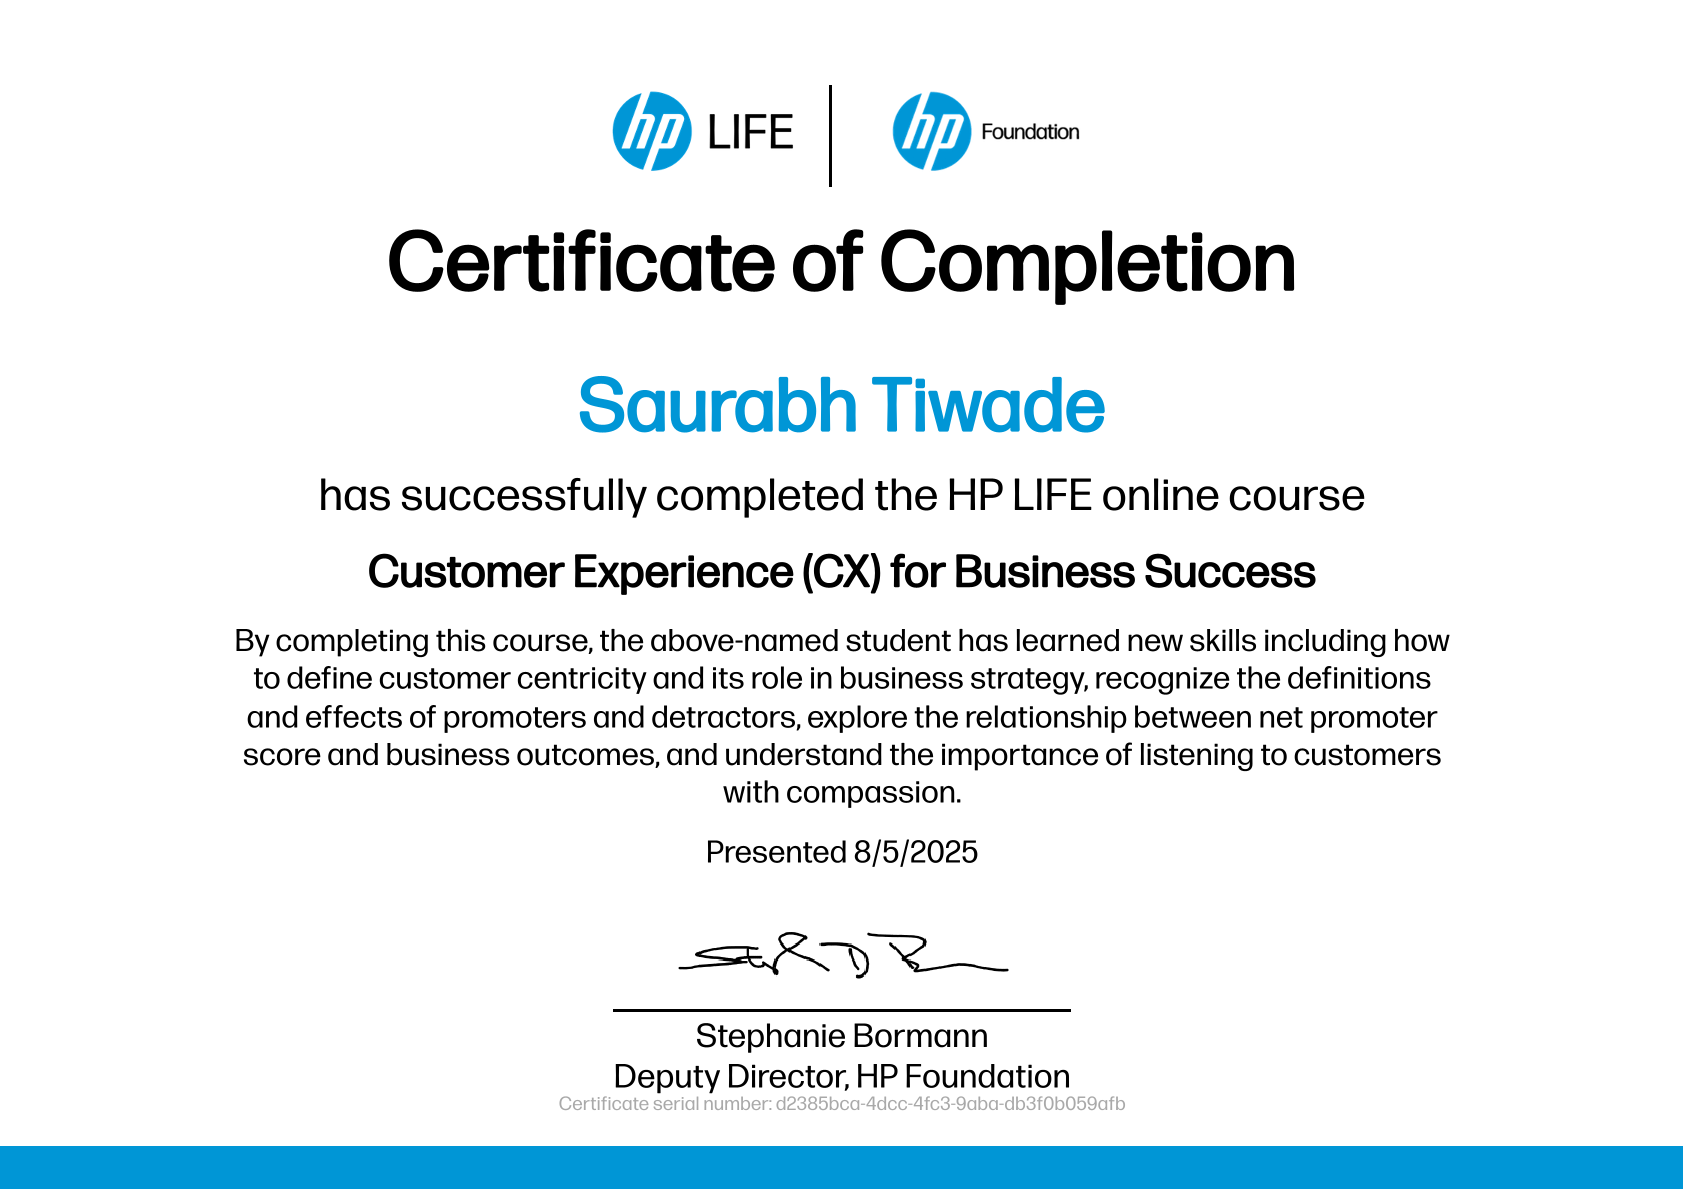 hp LIFE
hp Foundation
Certificate of Completion
Saurabh Tiwade
has successfully completed the HP LIFE online course
Customer Experience (CX) for Business Success
By completing this course, the above-named student has learned new skills including how
to define customer centricity and its role in business strategy, recognize the definitions
and effects of promoters and detractors, explore the relationship between net promoter
score and business outcomes, and understand the importance of listening to customers
with compassion.
Presented 8/5/2025
Stephanie Bormann
Deputy Director, HP Foundation
Certificate serial number: d2385bca-4dcc-4fc3-9aba-db3f0b059afb